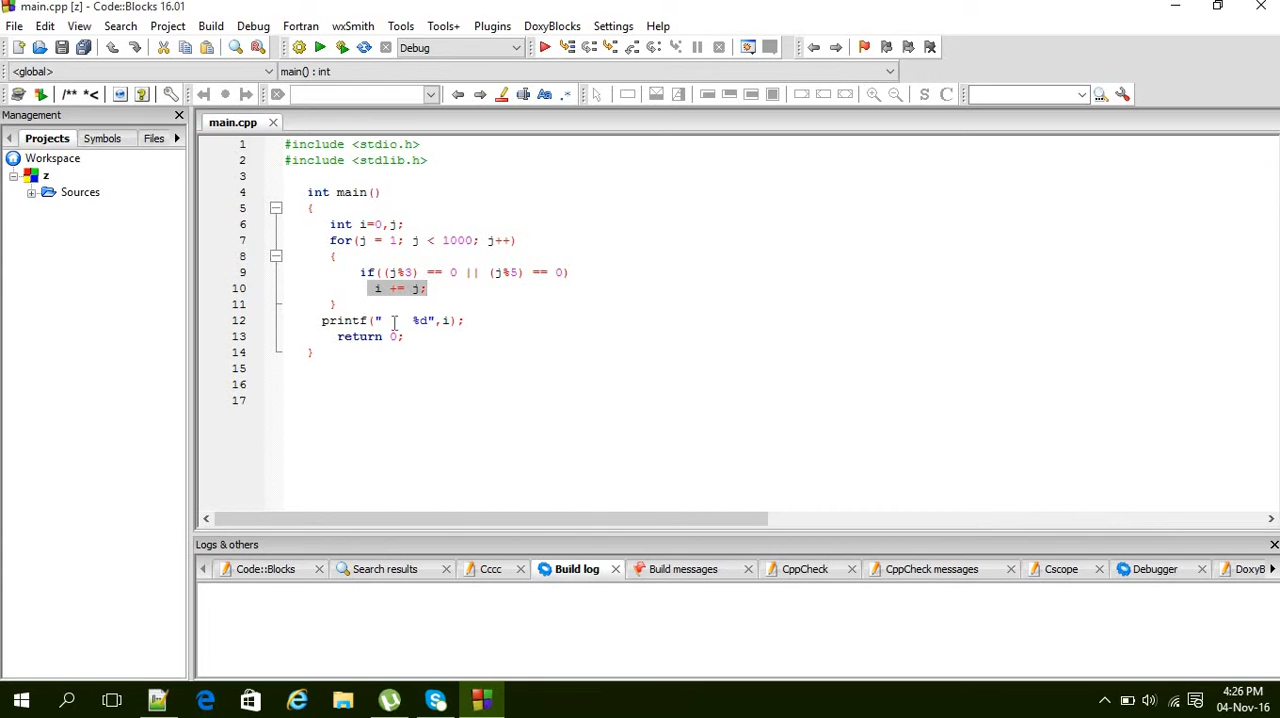 main.cpp [z] - Code::Blocks 16.01
File Edit View Search Project Build Debug Fortran wxSmith Tools Tools+ Plugins DoxyBlocks Settings Help
Debug
<global> main() : int
/** *<
Aa .* S C
Management
main.cpp
Projects Symbols Files
Workspace
z
Sources
1 #include <stdio.h>
2 #include <stdlib.h>
3
4 int main()
5 {
6 int i=0,j;
7 for(j = 1; j < 1000; j++)
8 {
9 if((j%3) == 0 || (j%5) == 0)
10 i += j;
11 }
12 printf("    %d",i);
13 return 0;
14 }
15
16
17
Logs & others
Code::Blocks Search results Cccc Build log Build messages CppCheck CppCheck messages Cscope Debugger DoxyB
4:26 PM
04-Nov-16